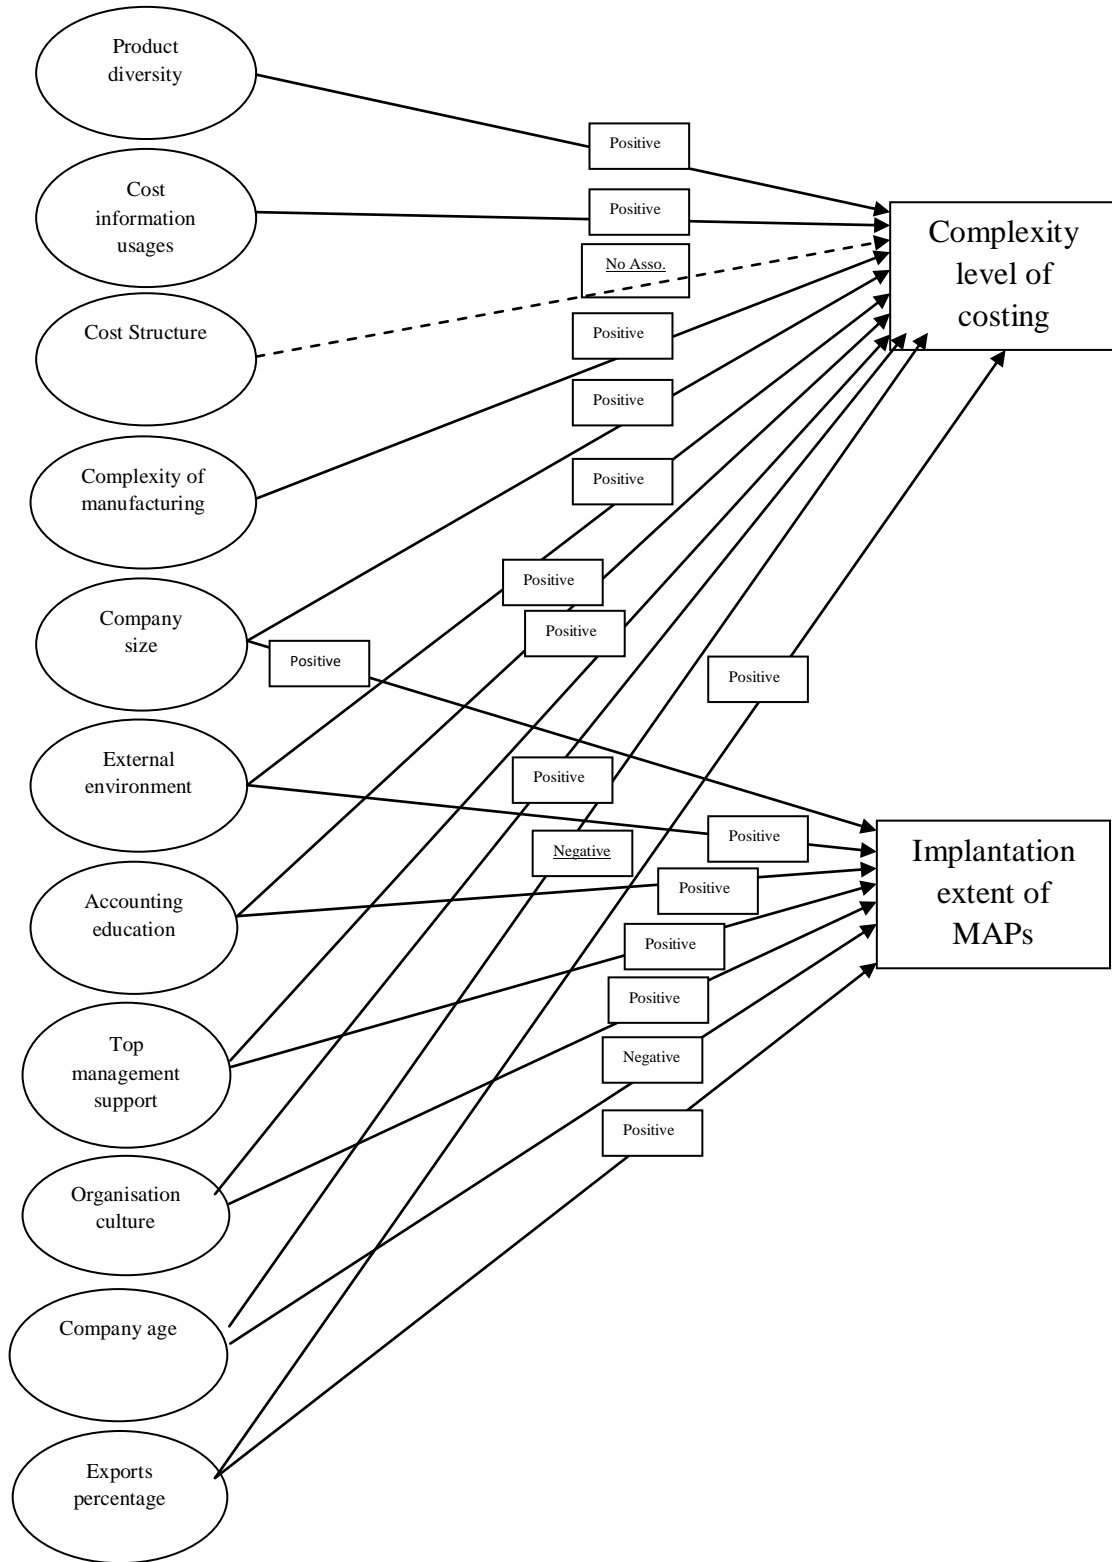 Product
diversity
Positive
Cost
information
usages
Positive
Complexity
level of
costing
No Asso.
Cost Structure
Positive
Positive
Complexity of
manufacturing
Positive
Positive
Company
size
Positive
Positive
Positive
External
environment
Positive
Positive
Negative
Implantation
extent of
MAPs
Positive
Accounting
education
Positive
Positive
Top
management
support
Negative
Positive
Organisation
culture
Company age
Exports
percentage